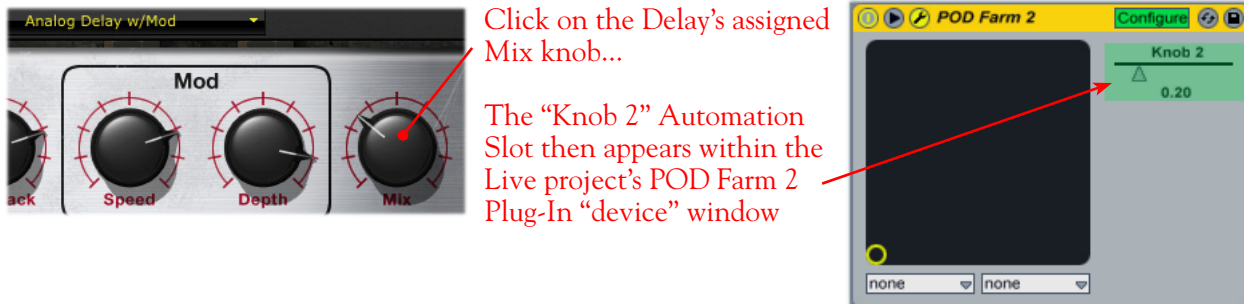 Analog Delay w/Mod
Mod
ack
Speed
Depth
Mix
Click on the Delay’s assigned
Mix knob...
The “Knob 2” Automation
Slot then appears within the
Live project’s POD Farm 2
Plug-In “device” window
POD Farm 2
Configure
Knob 2
0.20
none
none